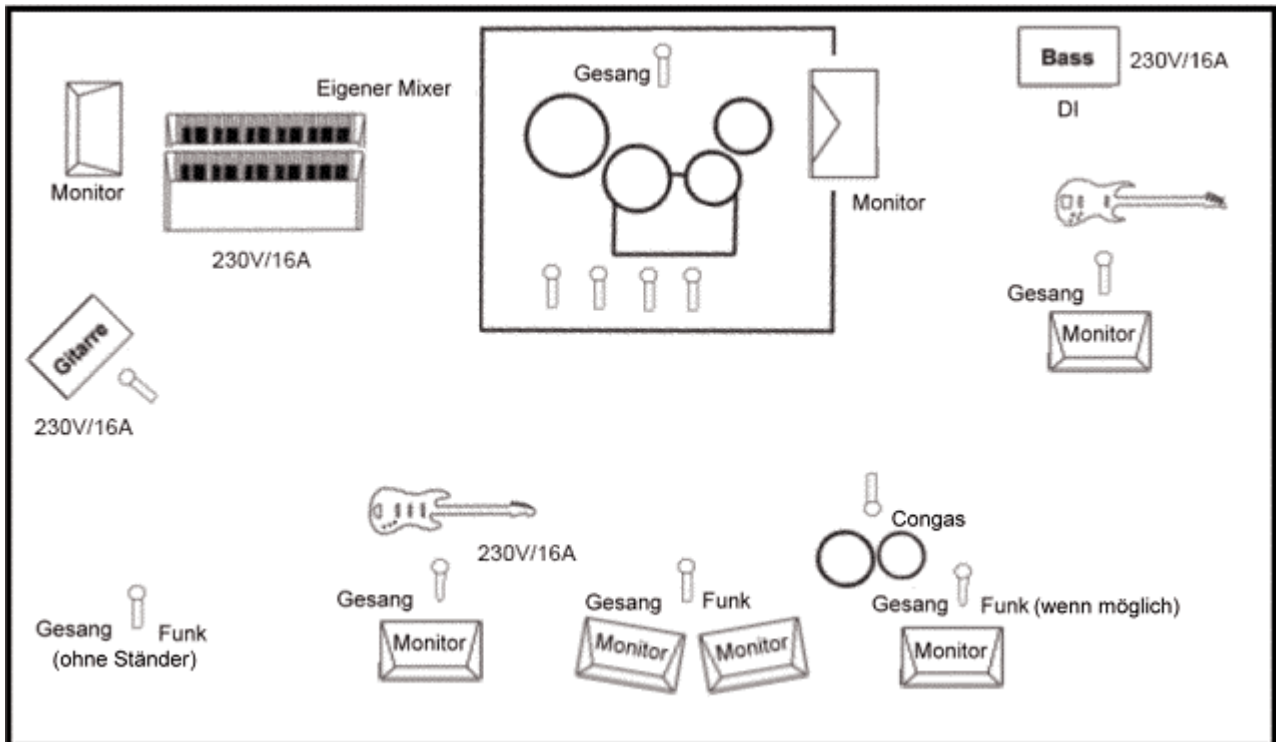 Bass
230V/16A
DI
Gesang
Eigener Mixer
Monitor
Monitor
230V/16A
Gesang
Monitor
Gitarre
230V/16A
Congas
230V/16A
Gesang
Funk
(ohne Ständer)
Gesang
Monitor
Gesang
Funk
Monitor
Monitor
Gesang
Funk (wenn möglich)
Monitor